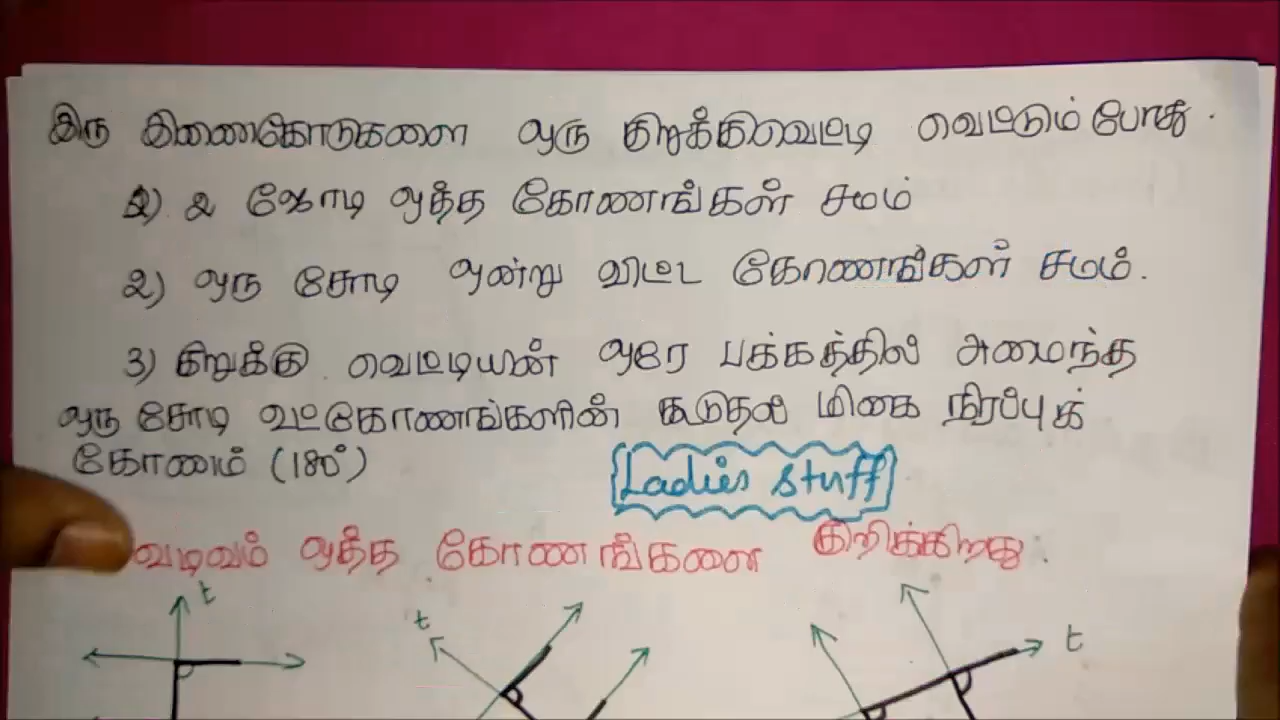 இரு இணைகோடுகளை ஒரு குறுக்குவெட்டி வெட்டும்போது.
1) 2 ஜோடி ஒத்த கோணங்கள் சமம்
2) ஒரு சோடி ஒன்று விட்ட கோணங்கள் சமம்.
3) குறுக்கு வெட்டியின் ஒரே பக்கத்தில் அமைந்த
ஒரு சோடி உட்கோணங்களின் கூடுதல் மிகை நிரப்புக்
கோணம் (180°)
Ladies Stuff
வடிவம் ஒத்த கோணங்களை குறிக்கிறது.
t
t
t